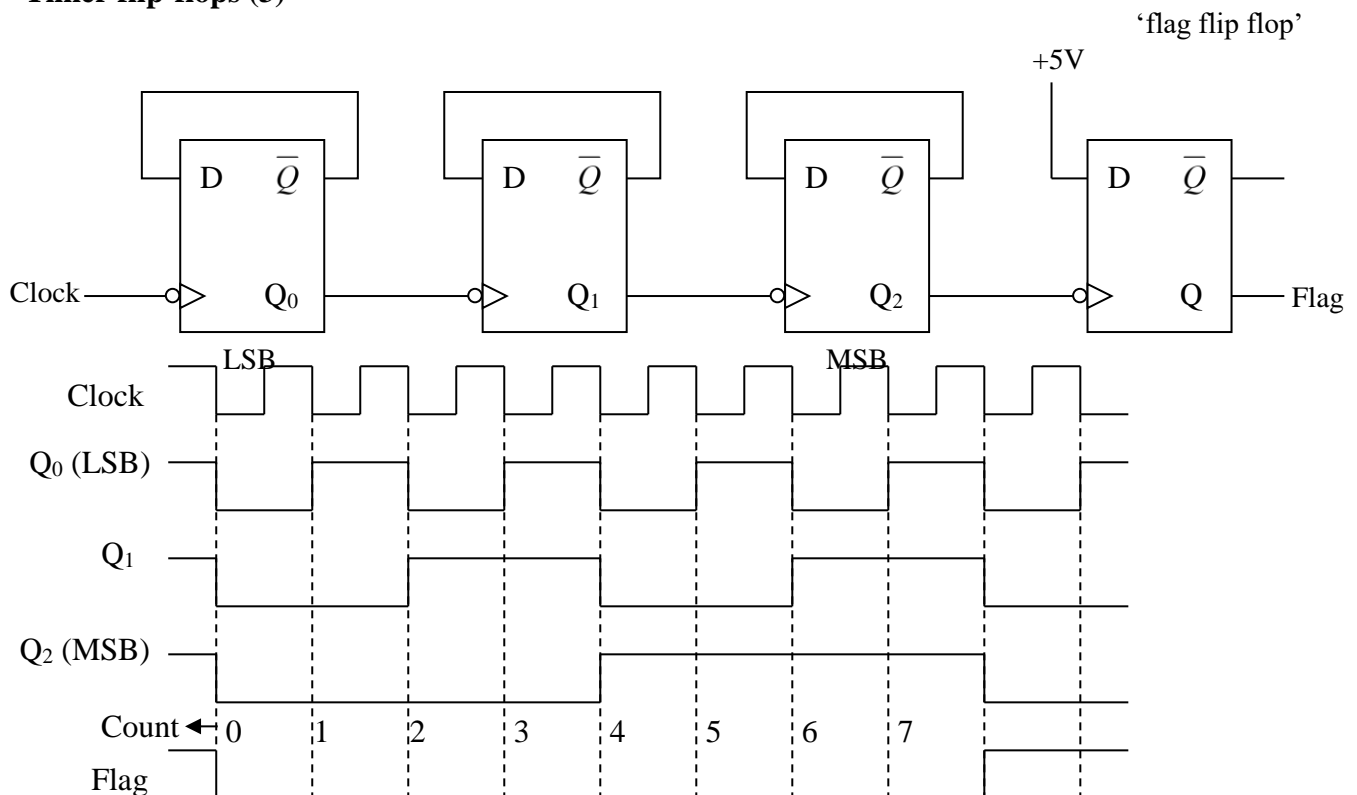 Timer flip-flops (3)
‘flag flip flop’
+5V
D Q̅ D Q̅ D Q̅ D Q̅
Clock Q₀ Q₁ Q₂ Q Flag
LSB MSB
Clock
Q₀ (LSB)
Q₁
Q₂ (MSB)
Count 0 1 2 3 4 5 6 7
Flag